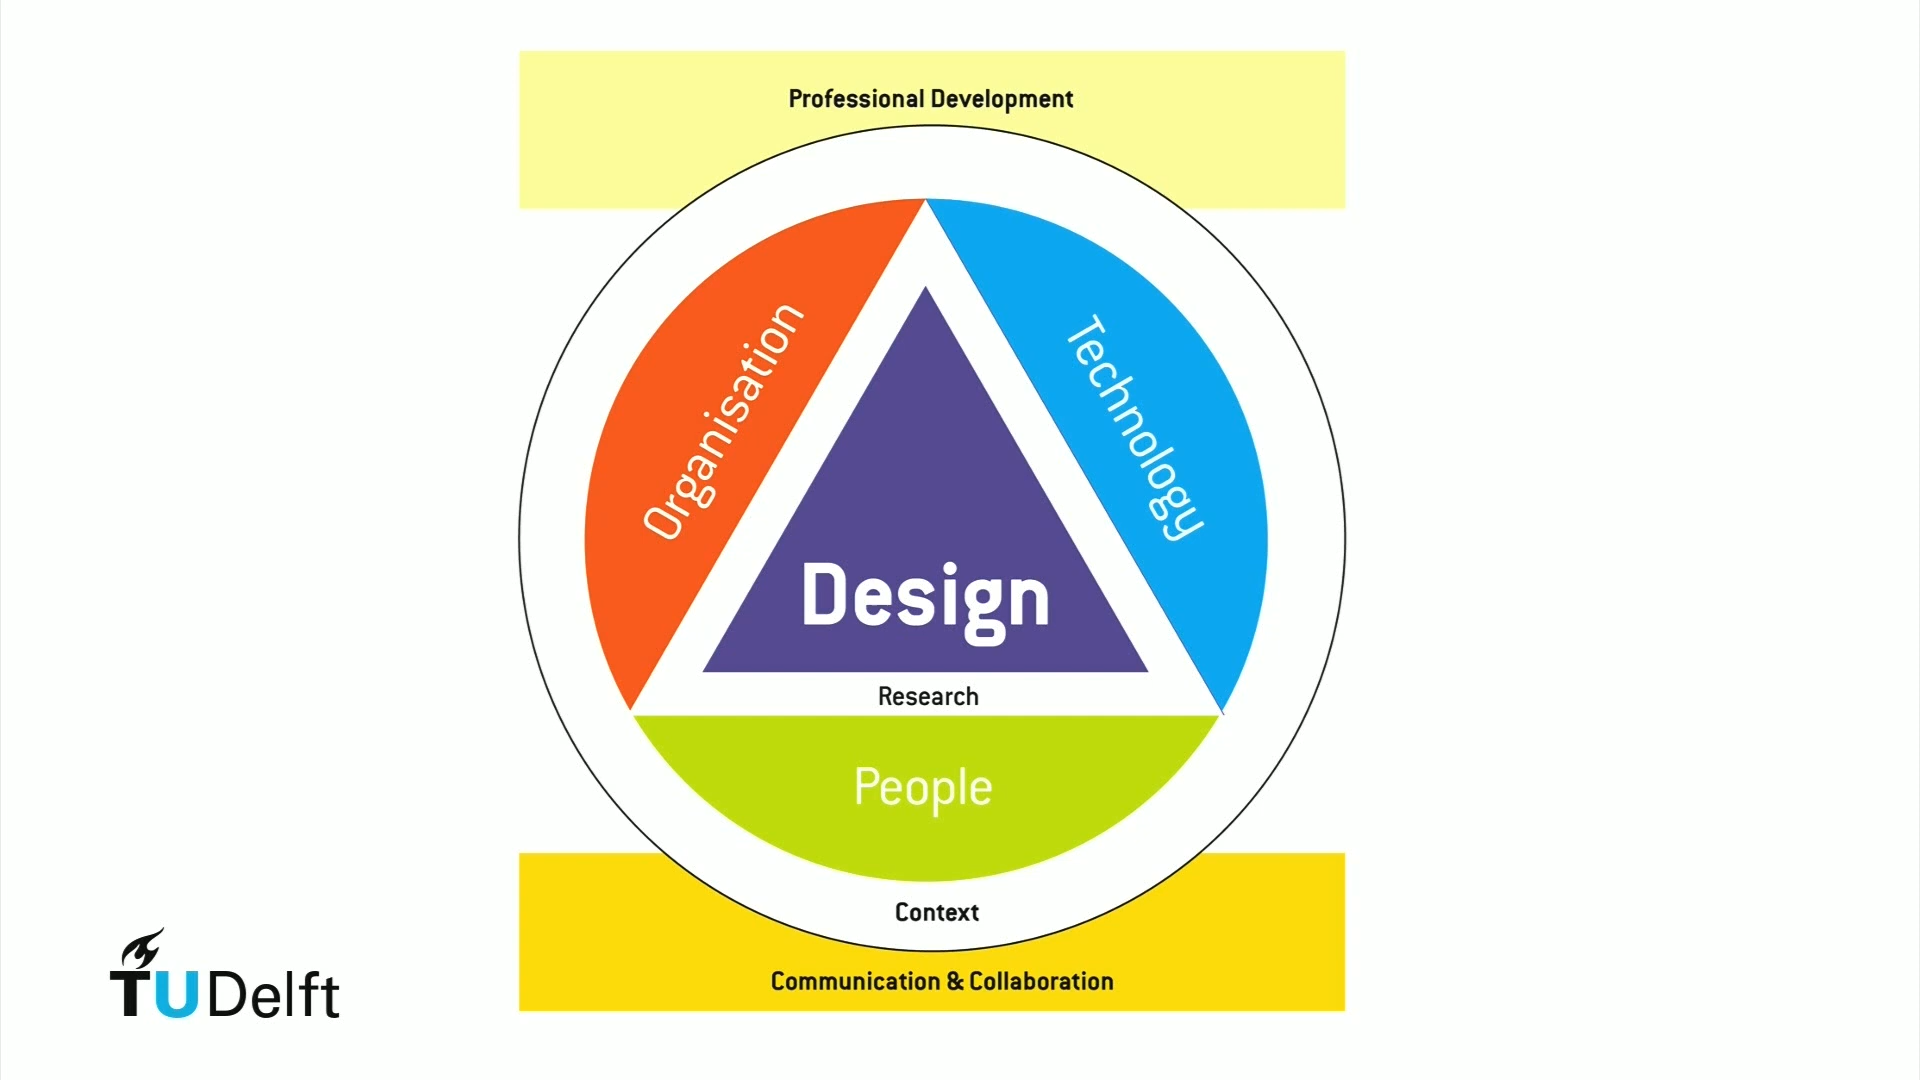 Professional Development
Organisation
Technology
Design
Research
People
Context
Communication & Collaboration
TUDelft